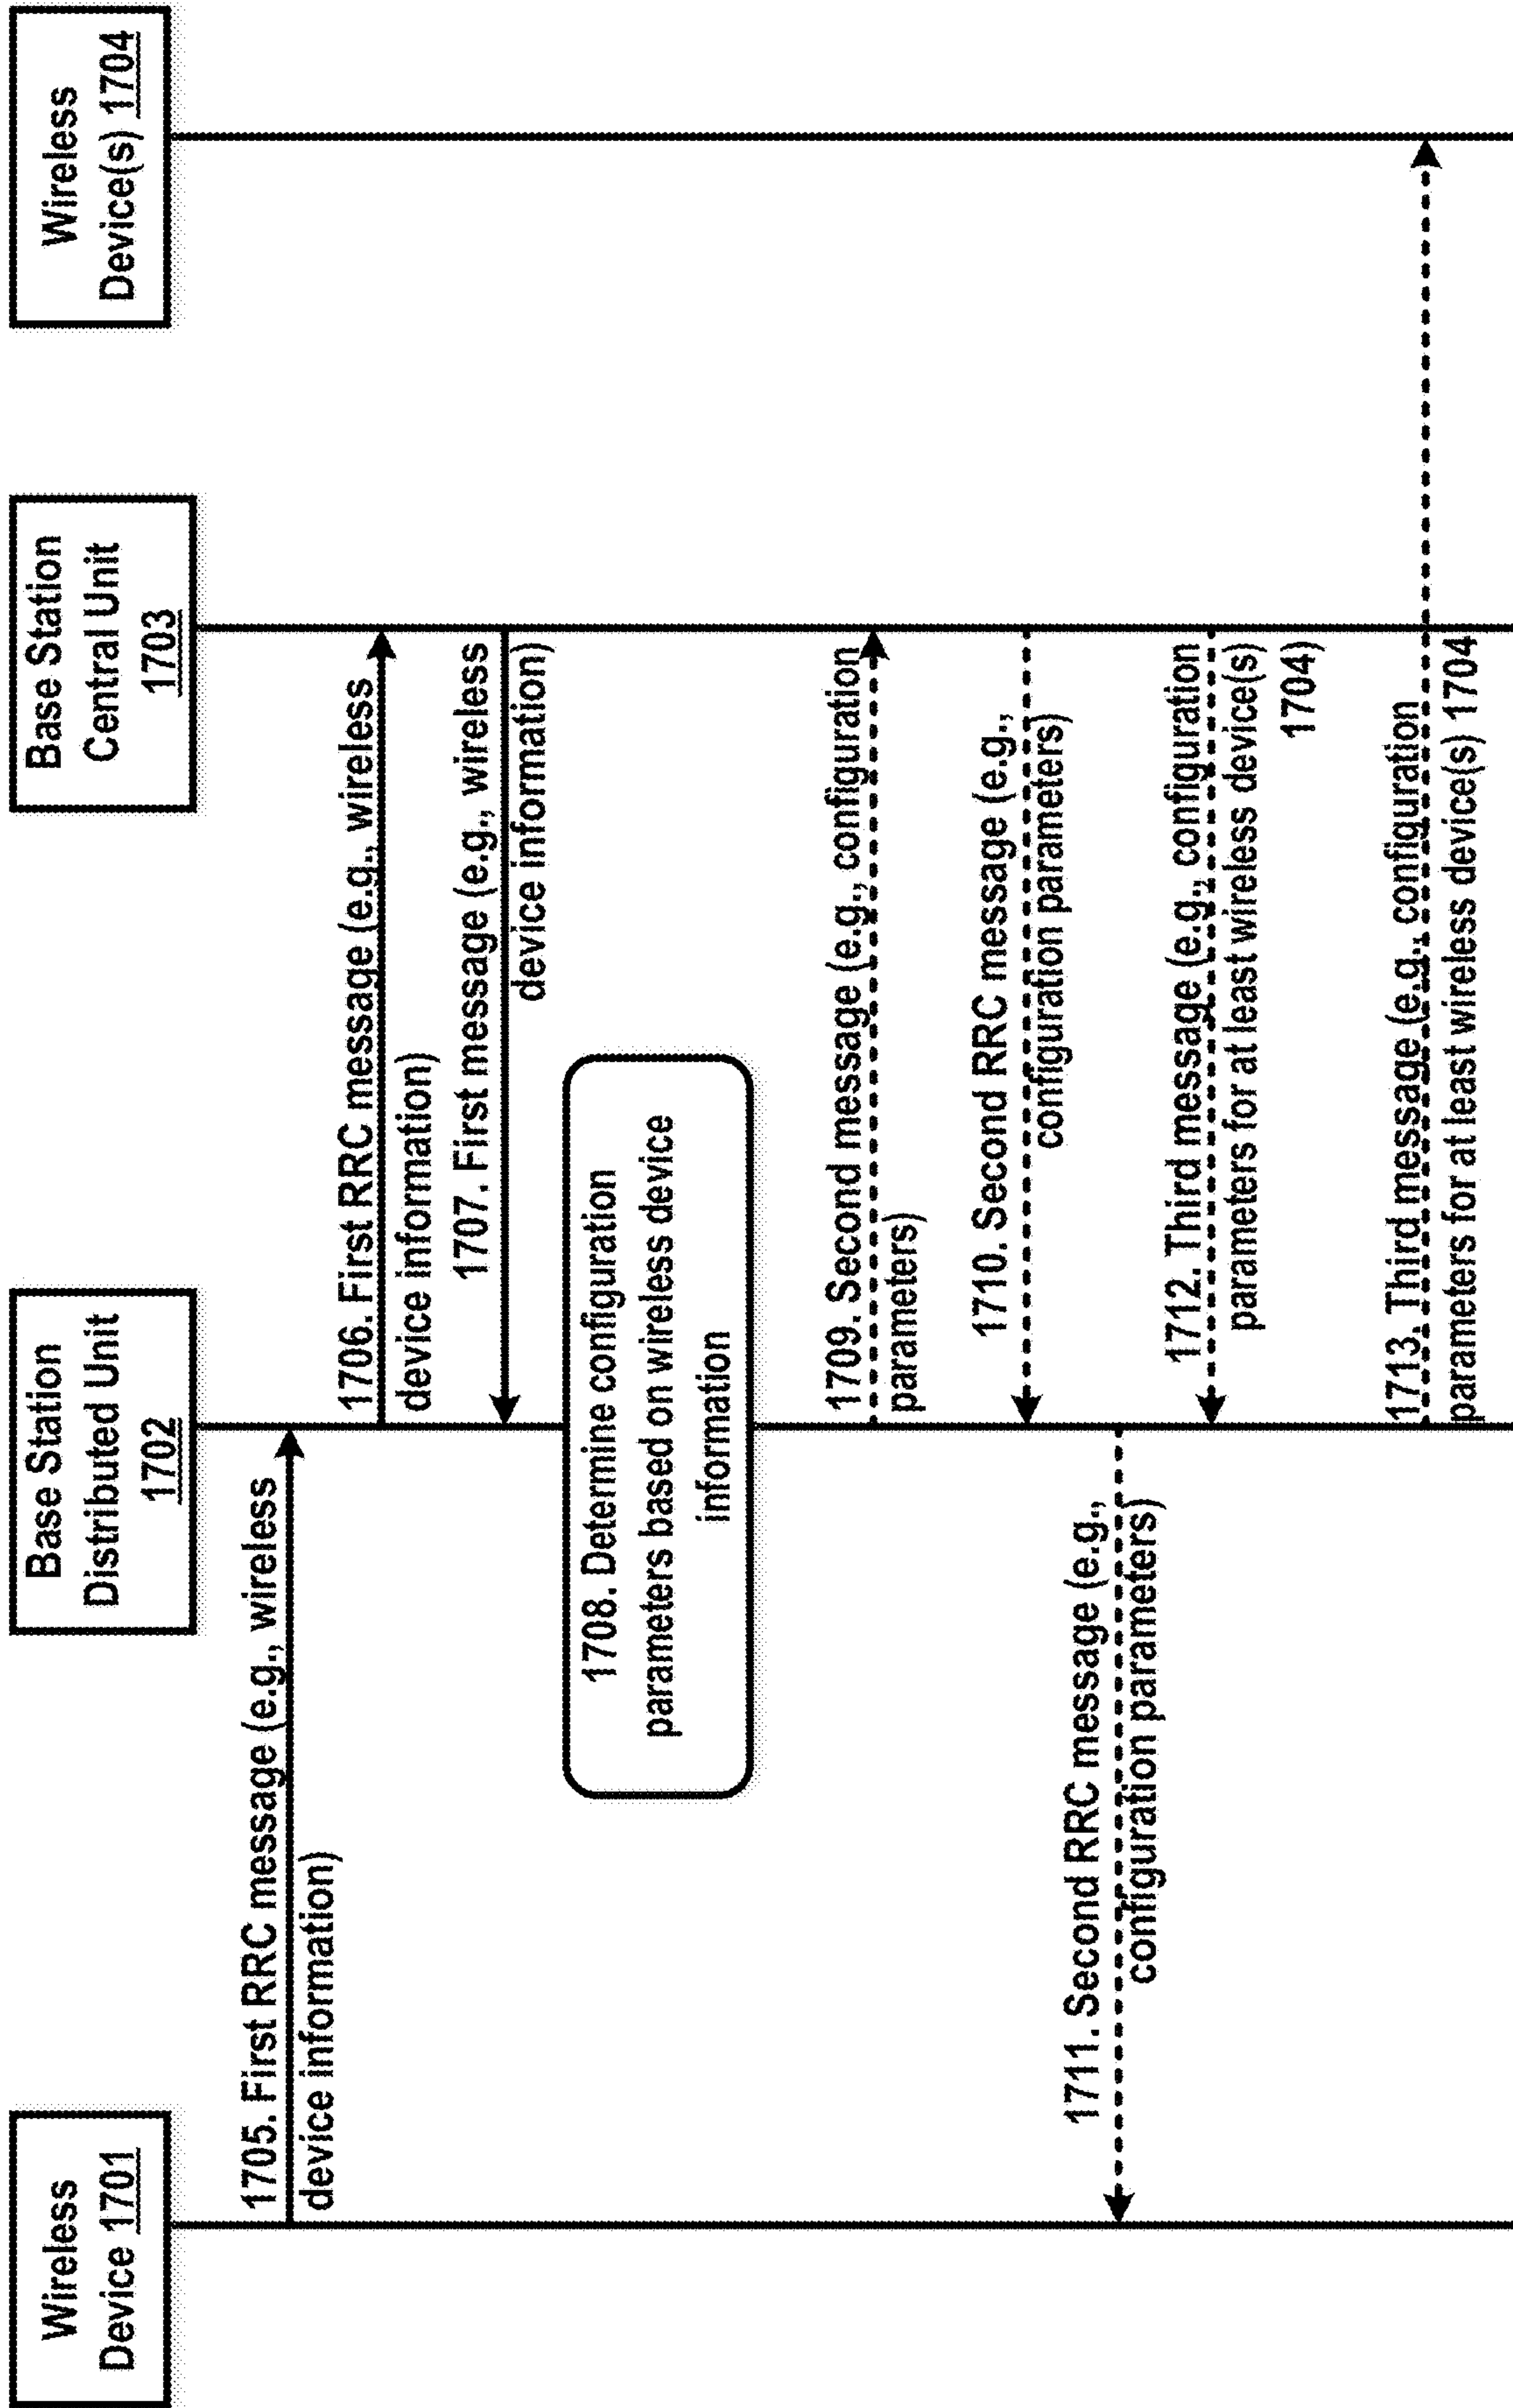 Wireless
Device 1701
Base Station
Distributed Unit
1702
Base Station
Central Unit
1703
Wireless
Device(s) 1704
1705. First RRC message (e.g., wireless
device information)
1706. First RRC message (e.g., wireless
device information)
1707. First message (e.g., wireless
device information)
1708. Determine configuration
parameters based on wireless device
information
1709. Second message (e.g., configuration
parameters)
1710. Second RRC message (e.g.,
configuration parameters)
1711. Second RRC message (e.g.,
configuration parameters)
1712. Third message (e.g., configuration
parameters for at least wireless device(s)
1704)
1713. Third message (e.g., configuration
parameters for at least wireless device(s) 1704